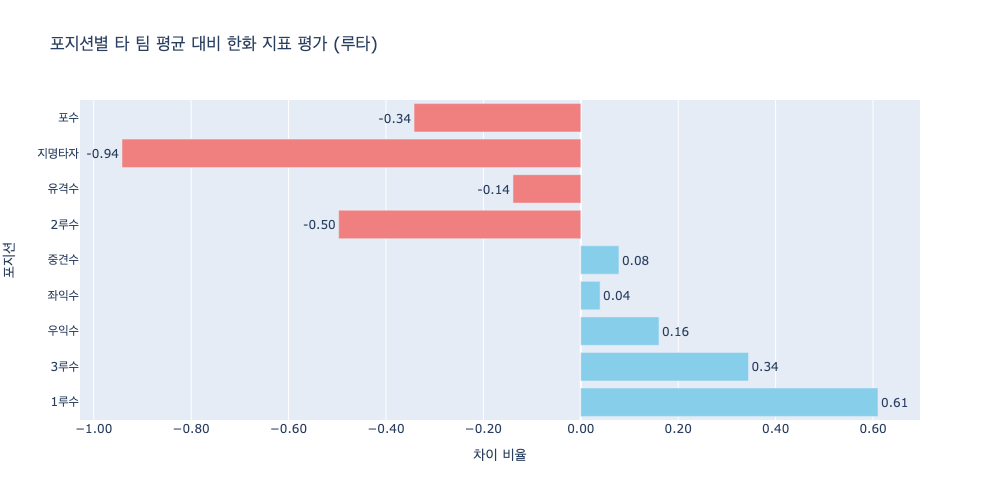 포지션별 타 팀 평균 대비 한화 지표 평가 (루타)
포지션
포수 -0.34
지명타자 -0.94
유격수 -0.14
2루수 -0.50
중견수 0.08
좌익수 0.04
우익수 0.16
3루수 0.34
1루수 0.61
−1.00 −0.80 −0.60 −0.40 −0.20 0.00 0.20 0.40 0.60
차이 비율